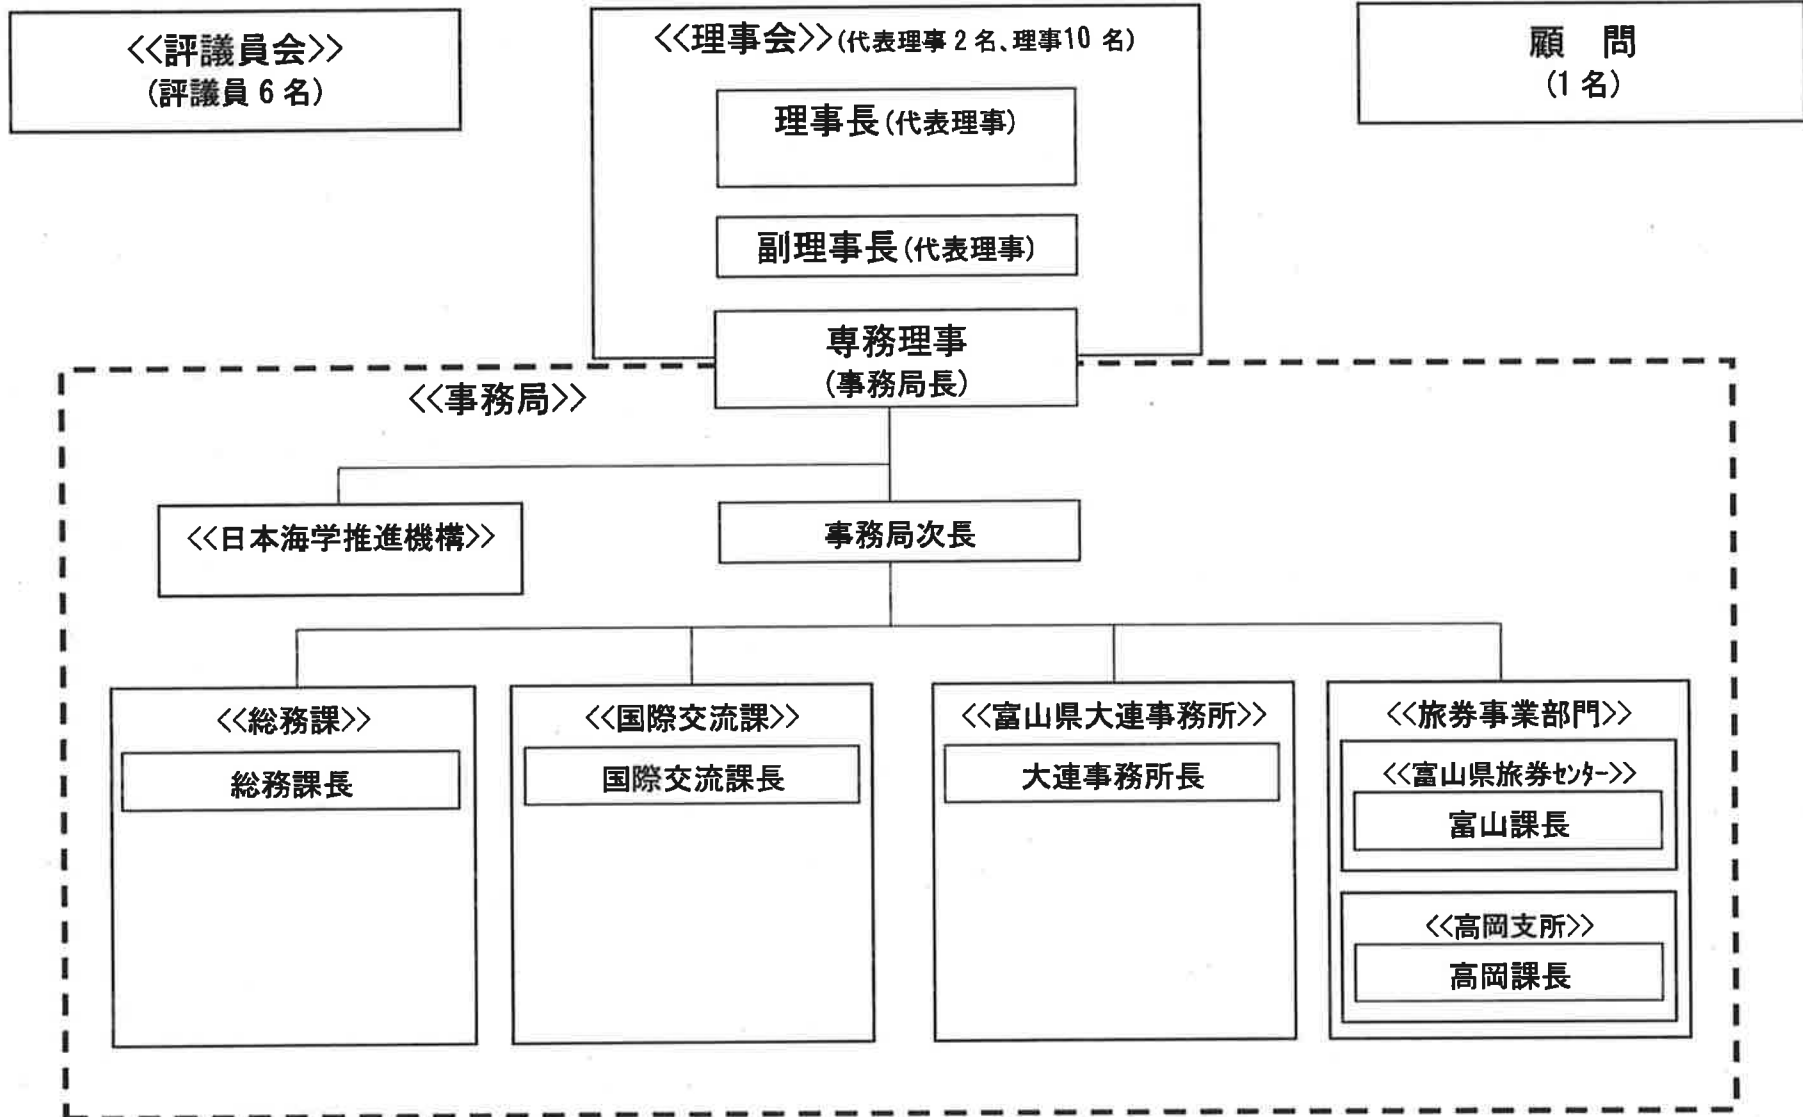 <<評議員会>>
(評議員 6 名)
<<理事会>>(代表理事 2 名、理事10 名)
理事長(代表理事)
副理事長(代表理事)
専務理事
(事務局長)
顧　問
(1 名)
<<事務局>>
<<日本海学推進機構>>
事務局次長
<<総務課>>
総務課長
<<国際交流課>>
国際交流課長
<<富山県大連事務所>>
大連事務所長
<<旅券事業部門>>
<<富山県旅券ｾﾝﾀｰ>>
富山課長
<<高岡支所>>
高岡課長